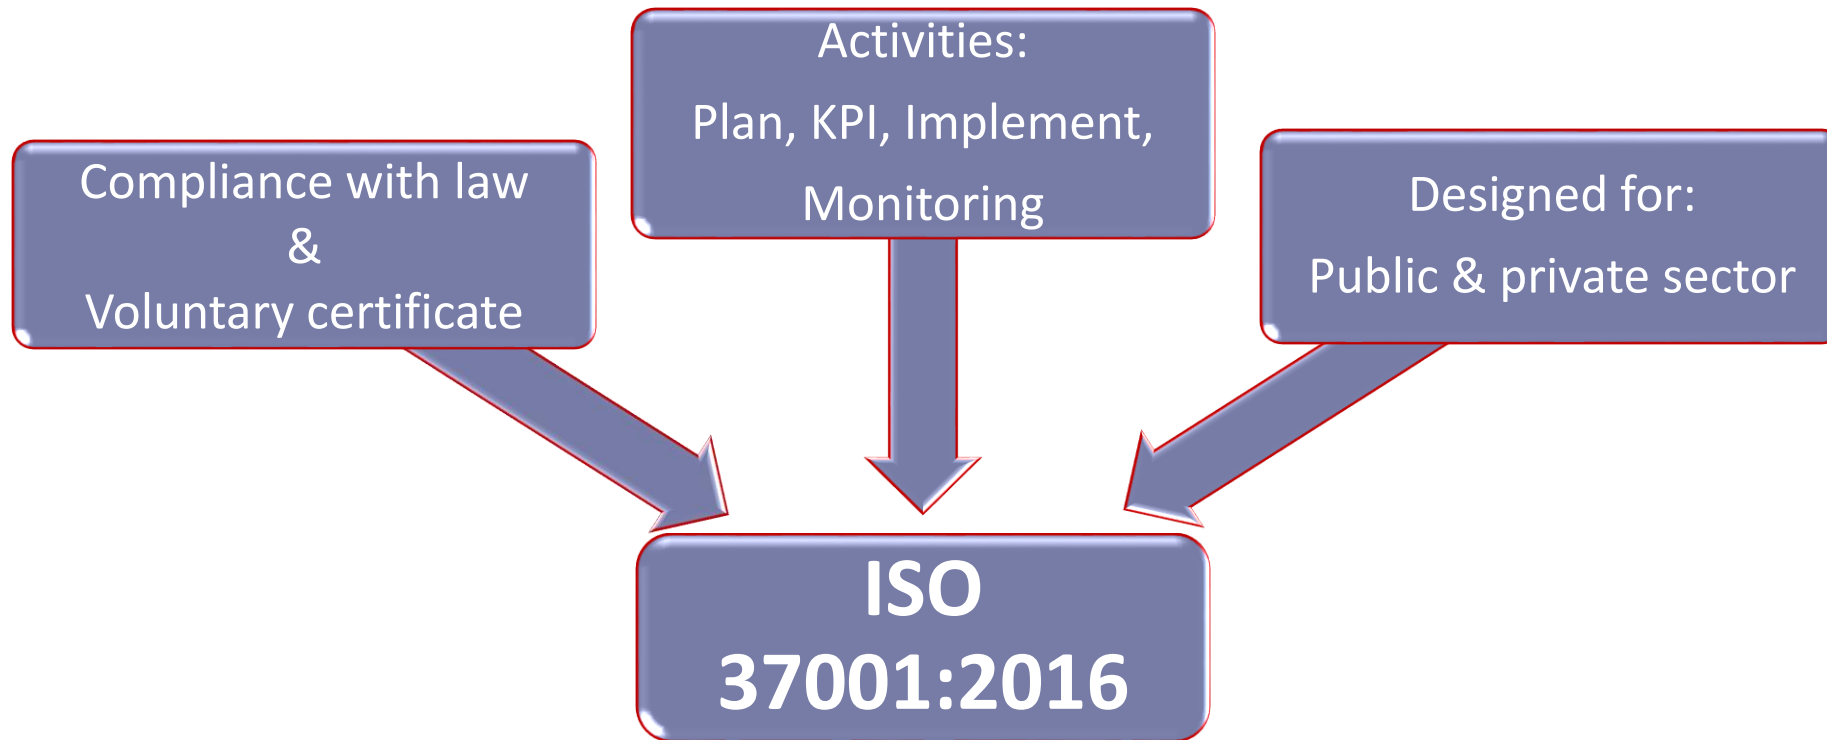 Compliance with law
&
Voluntary certificate
Activities:
Plan, KPI, Implement,
Monitoring
Designed for:
Public & private sector
ISO
37001:2016